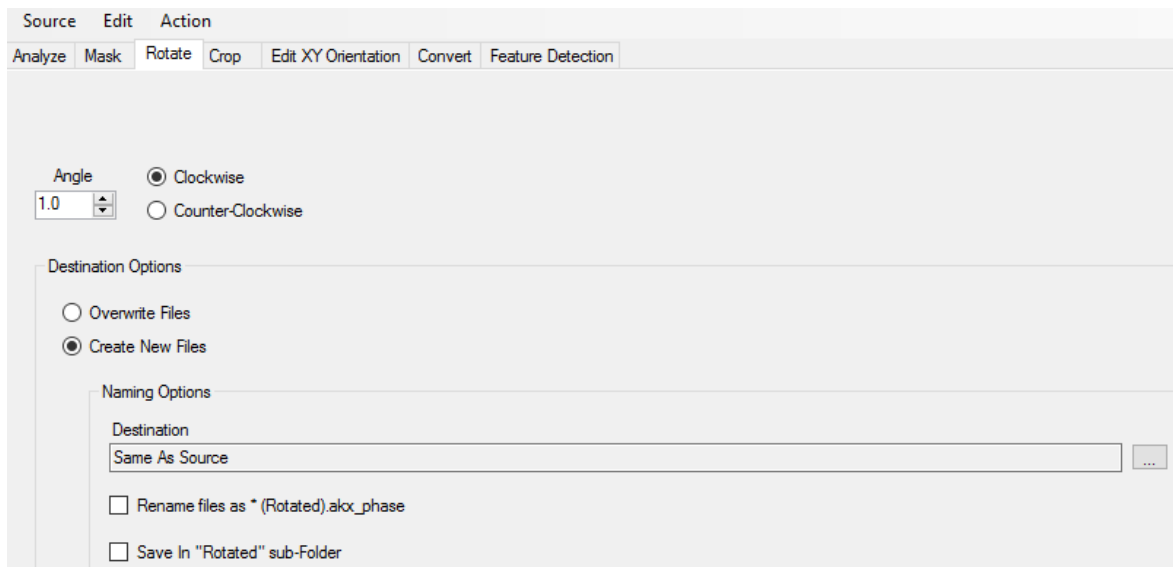 Source Edit Action
Analyze Mask Rotate Crop Edit XY Orientation Convert Feature Detection
Angle
Clockwise
1.0
Counter-Clockwise
Destination Options
Overwrite Files
Create New Files
Naming Options
Destination
Same As Source
...
Rename files as * (Rotated).akx_phase
Save In "Rotated" sub-Folder